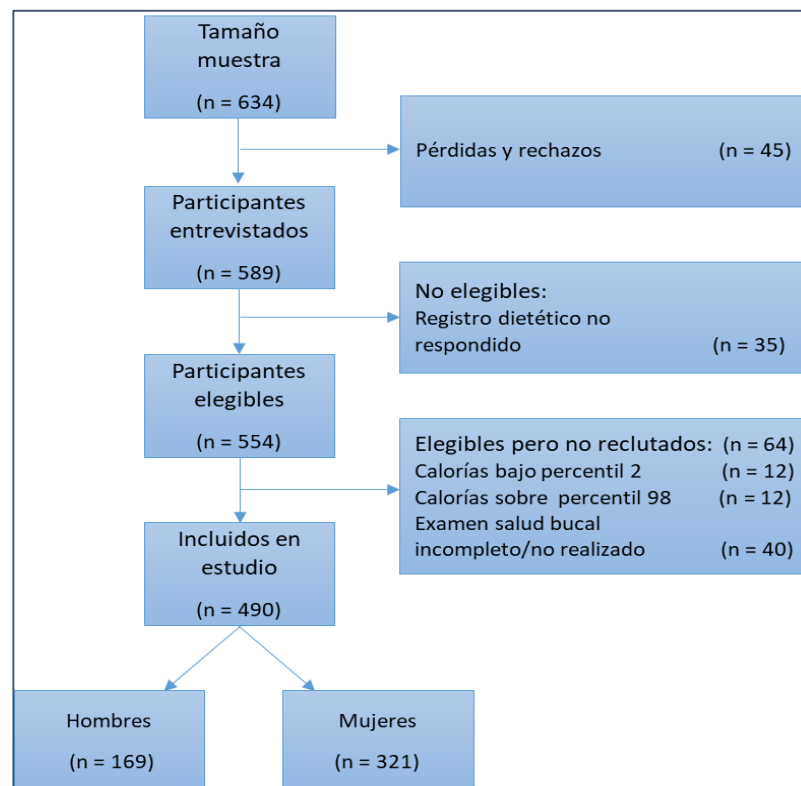 Tamaño
muestra
(n = 634)
Pérdidas y rechazos (n = 45)
Participantes
entrevistados
(n = 589)
No elegibles:
Registro dietético no
respondido (n = 35)
Participantes
elegibles
(n = 554)
Elegibles pero no reclutados: (n = 64)
Calorías bajo percentil 2 (n = 12)
Calorías sobre percentil 98 (n = 12)
Examen salud bucal
incompleto/no realizado (n = 40)
Incluidos en
estudio
(n = 490)
Hombres
(n = 169)
Mujeres
(n = 321)